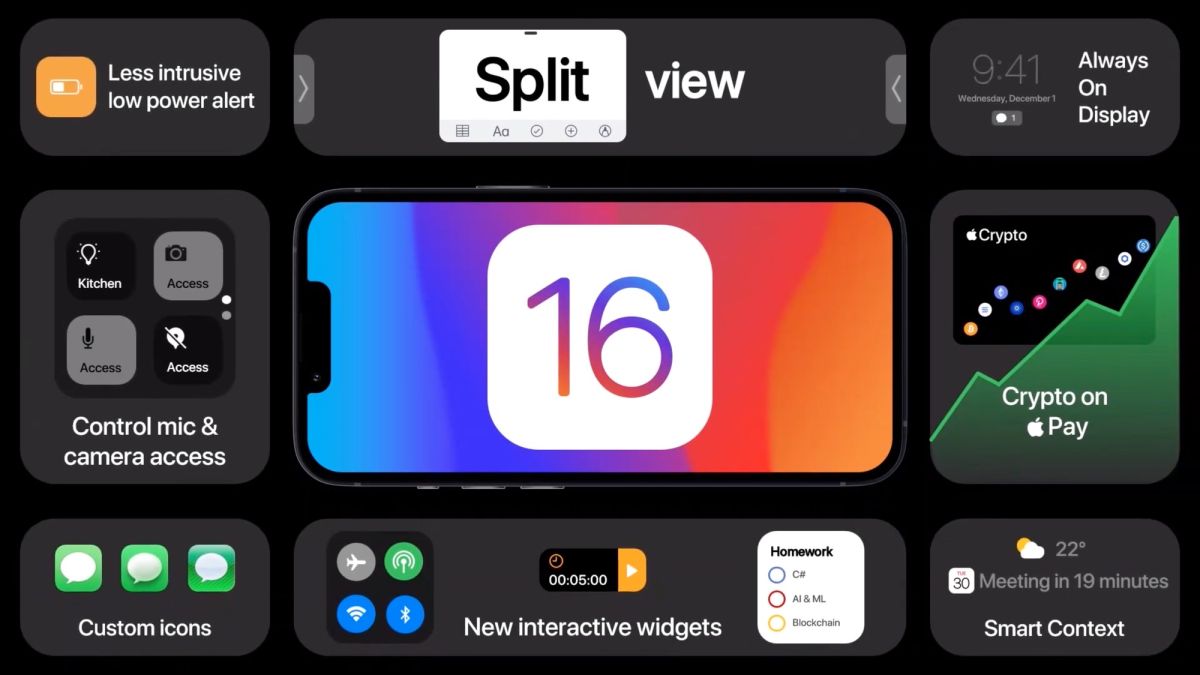 Less intrusive
low power alert
Split view
Aa
9:41
Wednesday, December 1
1
Always
On
Display
Kitchen
Access
Access
Access
Control mic &
camera access
16
Crypto
Crypto on
Pay
Custom icons
00:05:00
New interactive widgets
Homework
C#
AI & ML
Blockchain
22°
TUE
30
Meeting in 19 minutes
Smart Context